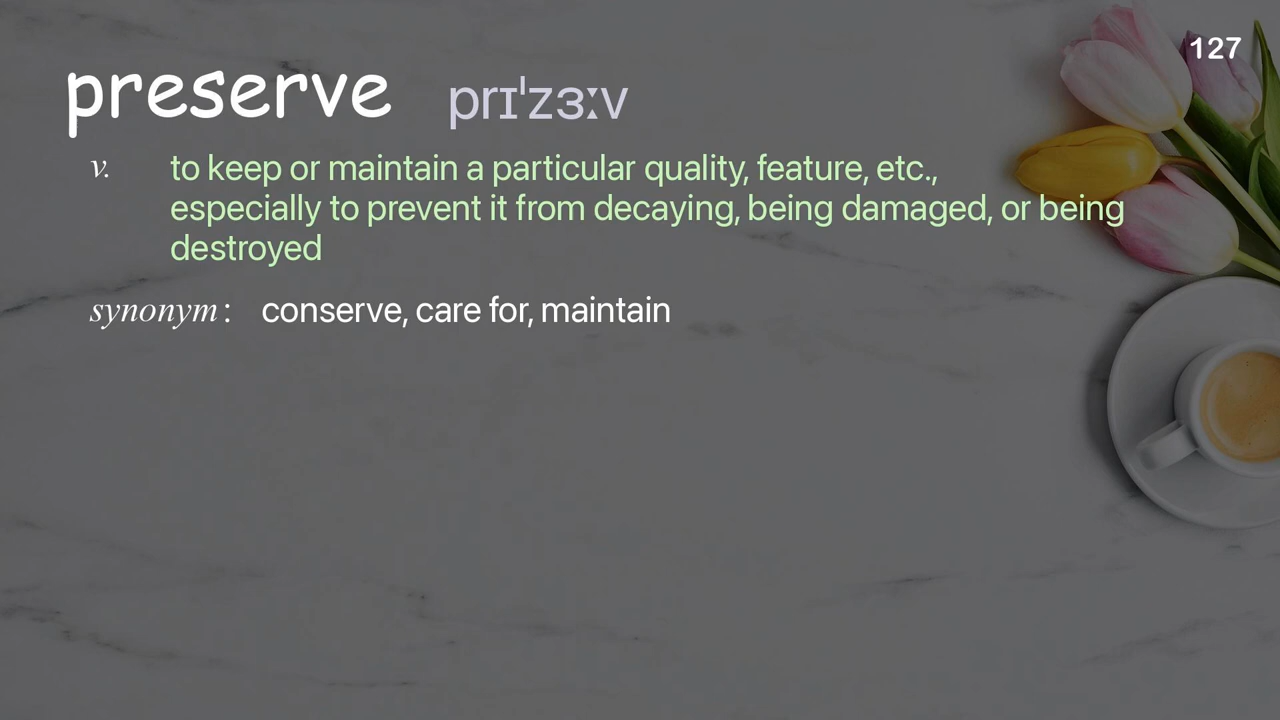 127
preserve prɪˈzɜːv
v. to keep or maintain a particular quality, feature, etc.,
especially to prevent it from decaying, being damaged, or being
destroyed
synonym: conserve, care for, maintain